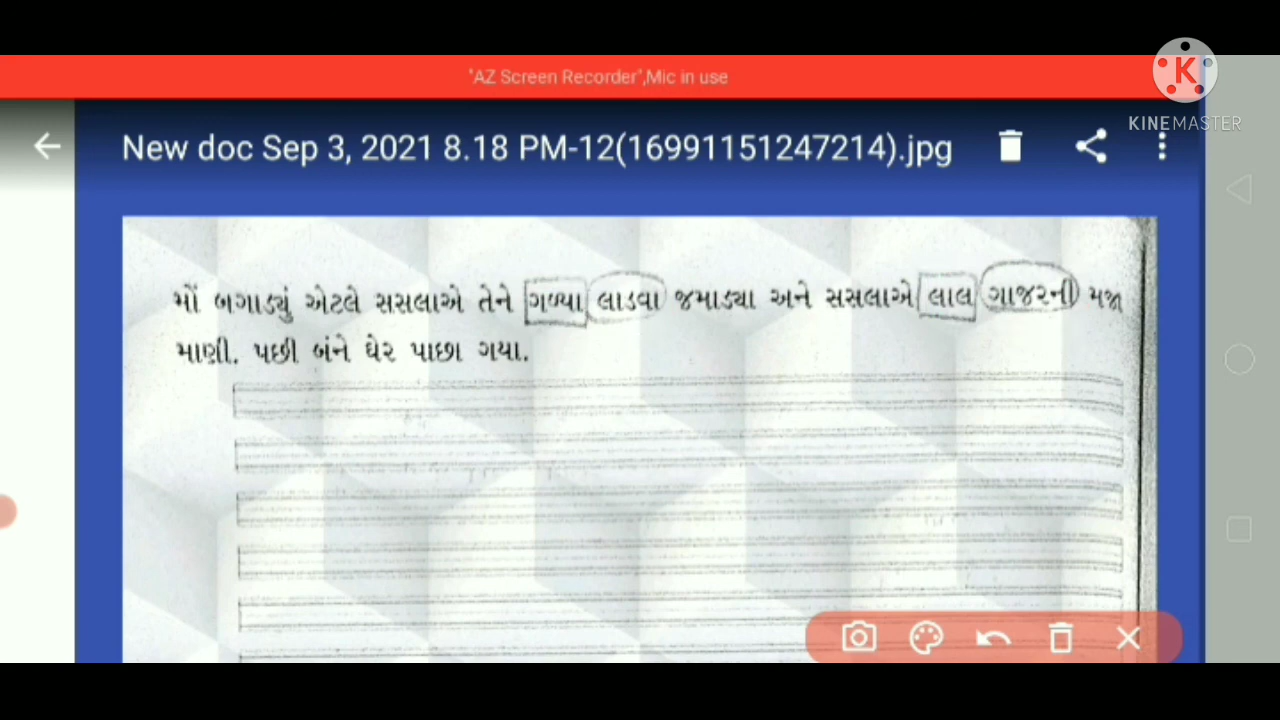 "AZ Screen Recorder",Mic in use
KINEMASTER
New doc Sep 3, 2021 8.18 PM-12(16991151247214).jpg
મોં બગાડ્યું એટલે સસલાએ તેને ગળ્યા લાડવા જમાડ્યા અને સસલાએ લાલ ગાજરની મજા
માણી. પછી બંને ઘેર પાછા ગયા.